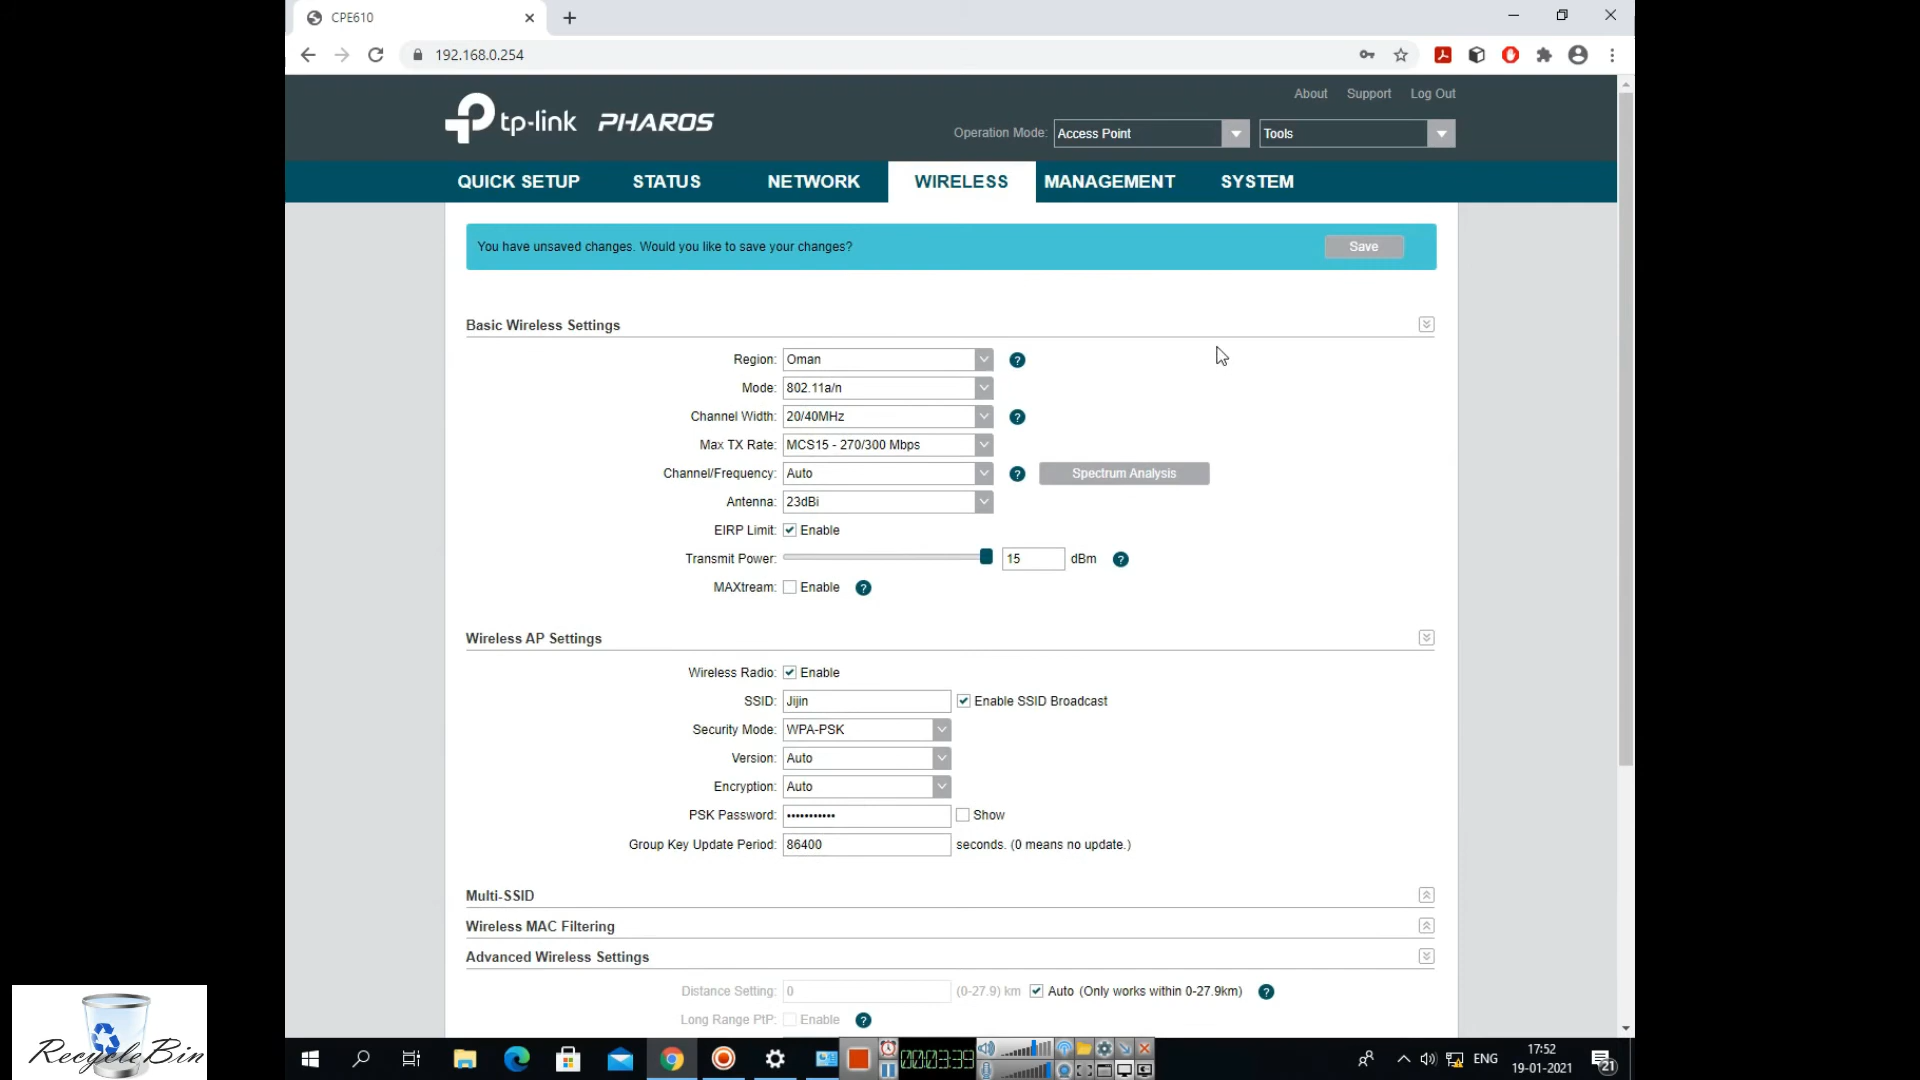 CPE610
192.168.0.254
About Support Log Out
tp-link PHAROS
Operation Mode: Access Point Tools
QUICK SETUP STATUS NETWORK WIRELESS MANAGEMENT SYSTEM
You have unsaved changes. Would you like to save your changes? Save
Basic Wireless Settings
Region: Oman ?
Mode: 802.11a/n
Channel Width: 20/40MHz ?
Max TX Rate: MCS15 - 270/300 Mbps
Channel/Frequency: Auto ? Spectrum Analysis
Antenna: 23dBi
EIRP Limit: Enable
Transmit Power: 15 dBm ?
MAXtream: Enable ?
Wireless AP Settings
Wireless Radio: Enable
SSID: Jijin Enable SSID Broadcast
Security Mode: WPA-PSK
Version: Auto
Encryption: Auto
PSK Password: ••••••••••• Show
Group Key Update Period: 86400 seconds. (0 means no update.)
Multi-SSID
Wireless MAC Filtering
Advanced Wireless Settings
Distance Setting: 0 (0-27.9) km Auto (Only works within 0-27.9km) ?
Long Range PtP: Enable ?
RecycleBin
00:03:39
ENG
17:52
19-01-2021
21